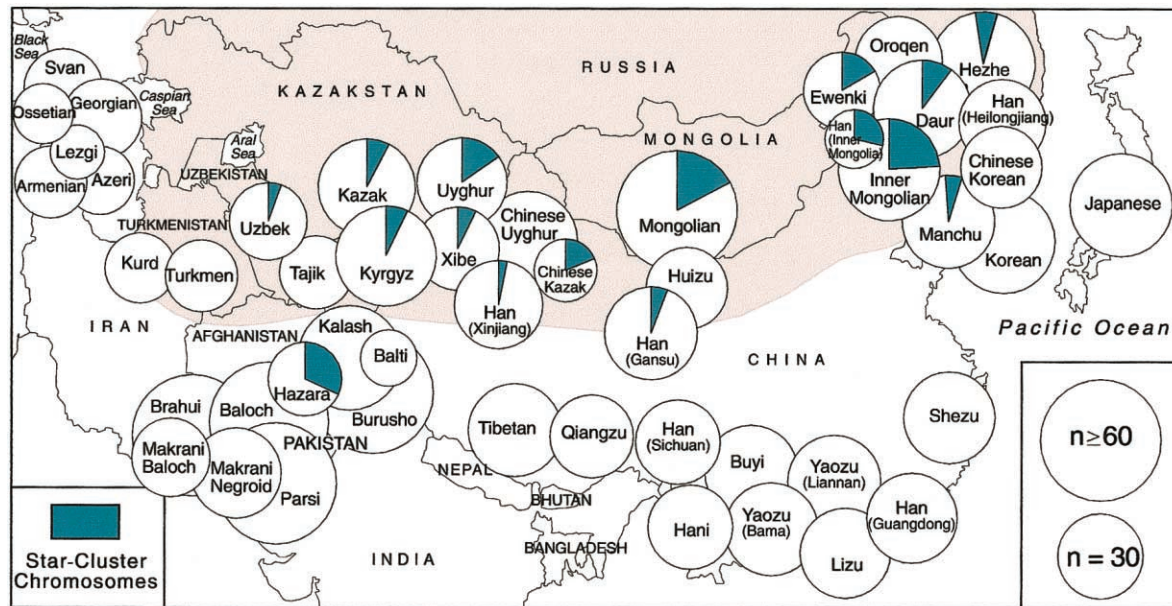 Black
Sea
Svan
Ossetian
Georgian
Caspian
Sea
Lezgi
Armenian
Azeri
KAZAKSTAN
RUSSIA
MONGOLIA
Aral
Sea
UZBEKISTAN
TURKMENISTAN
Uzbek
Kurd
Turkmen
Tajik
Kazak
Kyrgyz
Uyghur
Xibe
Chinese
Uyghur
Chinese
Kazak
Han
(Xinjiang)
Mongolian
Huizu
Han
(Gansu)
Oroqen
Hezhe
Ewenki
Daur
Han
(Heilongjiang)
Han
(Inner
Mongolia)
Inner
Mongolian
Chinese
Korean
Manchu
Korean
Japanese
Pacific Ocean
IRAN
AFGHANISTAN
Kalash
Balti
Hazara
Burusho
Brahui
Baloch
PAKISTAN
Makrani
Baloch
Makrani
Negroid
Parsi
CHINA
Tibetan
Qiangzu
Han
(Sichuan)
Buyi
Yaozu
(Liannan)
Shezu
Han
(Guangdong)
Hani
Yaozu
(Bama)
Lizu
NEPAL
BHUTAN
BANGLADESH
INDIA
Star-Cluster
Chromosomes
n≥60
n = 30